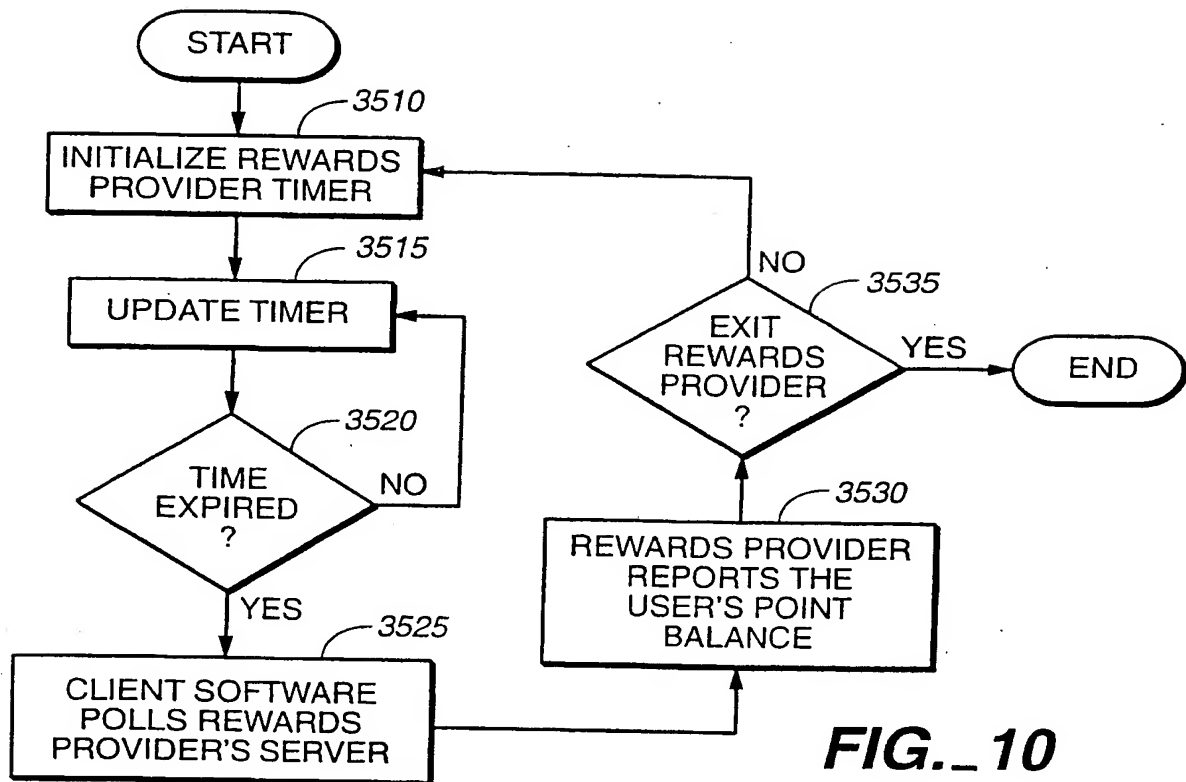 START
3510
INITIALIZE REWARDS
PROVIDER TIMER
3515
UPDATE TIMER
3520
TIME
EXPIRED
?
NO
YES
3525
CLIENT SOFTWARE
POLLS REWARDS
PROVIDER'S SERVER
3530
REWARDS PROVIDER
REPORTS THE
USER'S POINT
BALANCE
3535
EXIT
REWARDS
PROVIDER
?
NO
YES
END
FIG._10